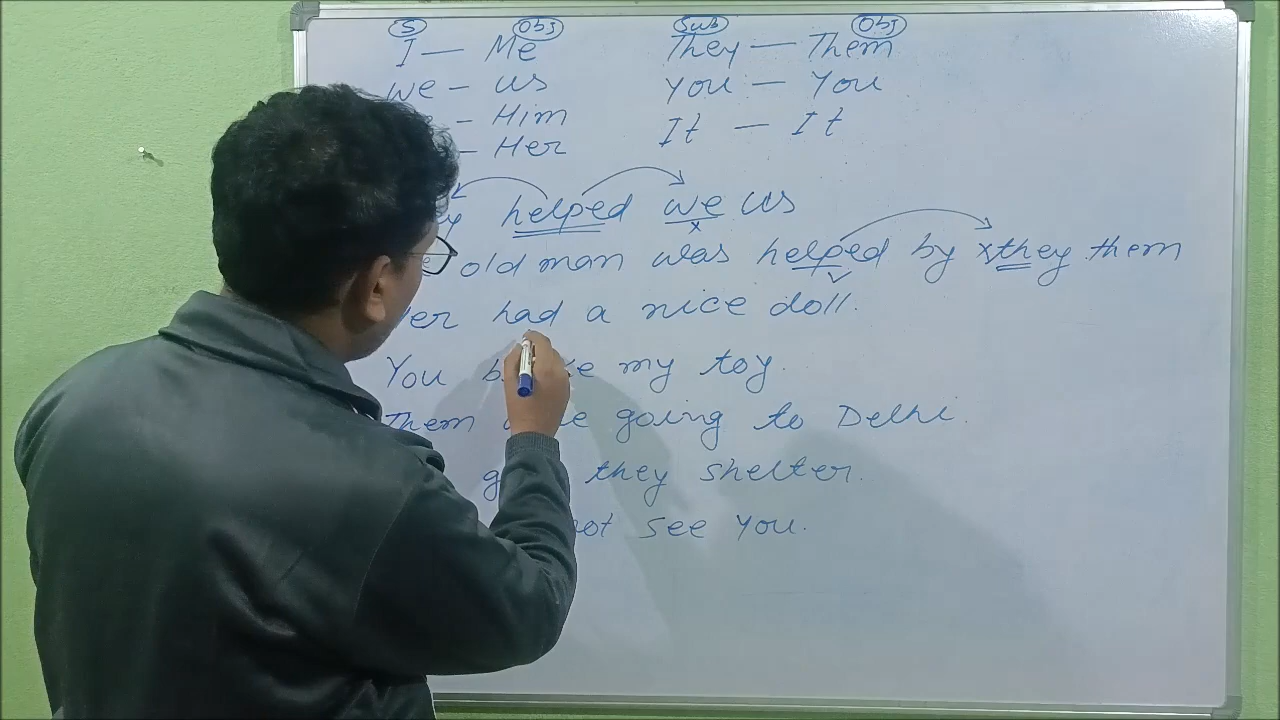 S Obj Sub Obj
I — Me They — Them
we - us You - You
- Him It - It
- Her
helped we us
old man was helped by x they them
had a nice doll.
You my toy.
Them going to Delhi.
they shelter.
not see You.